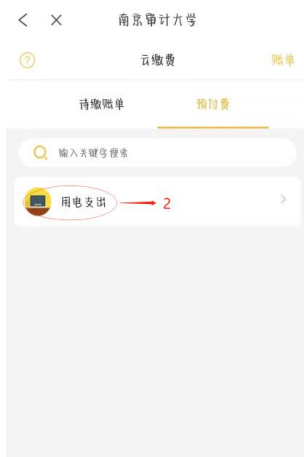 南京审计大学
云缴费 账单
待缴账单 预付费
输入关键字搜索
用电支出 2